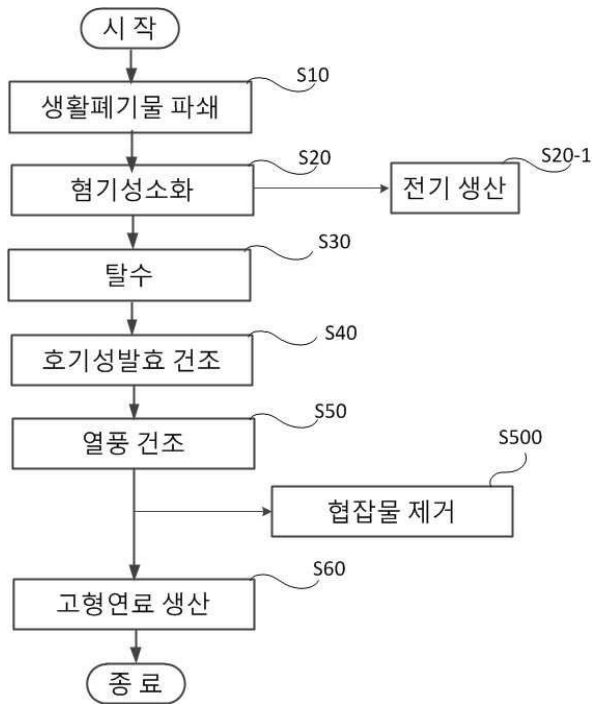 시 작
S10
생활폐기물 파쇄
S20
혐기성소화
S20-1
전기 생산
S30
탈수
S40
호기성발효 건조
S50
열풍 건조
S500
협잡물 제거
S60
고형연료 생산
종 료